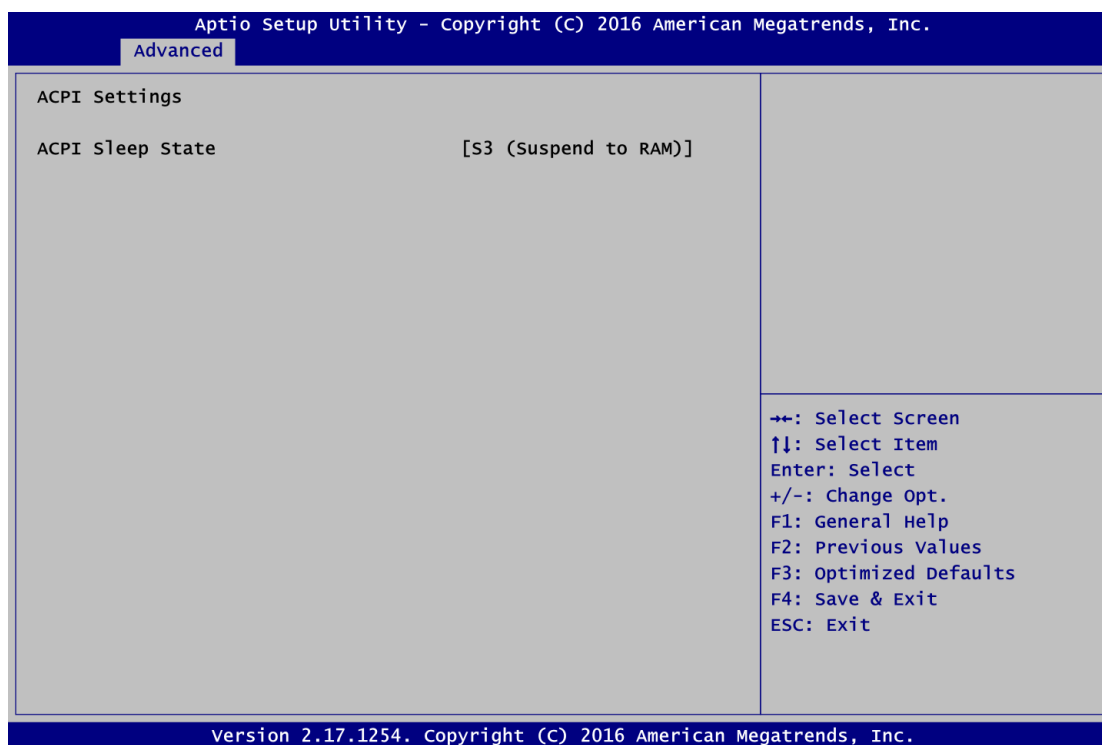 Aptio Setup Utility - Copyright (C) 2016 American Megatrends, Inc.
Advanced
ACPI Settings
ACPI Sleep State [S3 (Suspend to RAM)]
→←: Select Screen
↑↓: Select Item
Enter: Select
+/-: Change Opt.
F1: General Help
F2: Previous Values
F3: Optimized Defaults
F4: Save & Exit
ESC: Exit
Version 2.17.1254. Copyright (C) 2016 American Megatrends, Inc.